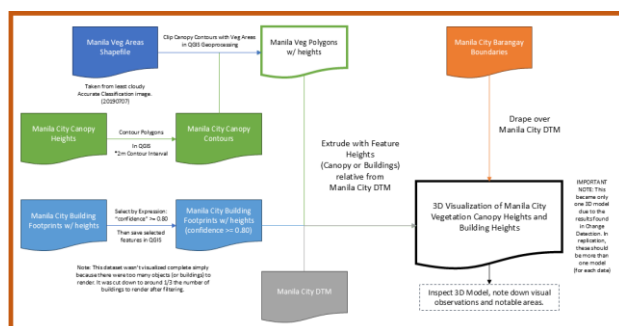 Manila Veg Areas
Shapefile
Taken from least cloudy
Accurate Classification image.
(20190707)
Clip Canopy Contours with Veg Areas
in QGIS Geoprocessing
Manila Veg Polygons
w/ heights
Manila City Barangay
Boundaries
Manila City Canopy
Heights
Contour Polygons
In QGIS
*2m Contour Interval
Manila City Canopy
Contours
Extrude with Feature
Heights
(Canopy or Buildings)
relative from
Manila City DTM
Drape over
Manila City DTM
Manila City Building
Footprints w/ heights
Select by Expression:
"confidence" >= 0.80
Then save selected
features in QGIS
Manila City Building
Footprints w/ heights
(confidence >= 0.80)
3D Visualization of Manila City
Vegetation Canopy Heights and
Building Heights
IMPORTANT
NOTE: This
became only
one 3D model
due to the
results found in
Change
Detection. In
replication,
these should be
more than one
model
(for each data)
Note: This dataset wasn't visualized complete simply
because there were too many objects (or buildings) to
render. It was cut down to around 1/3 the number of
buildings to render after filtering.
Manila City DTM
Inspect 3D Model, note down visual
observations and notable areas.